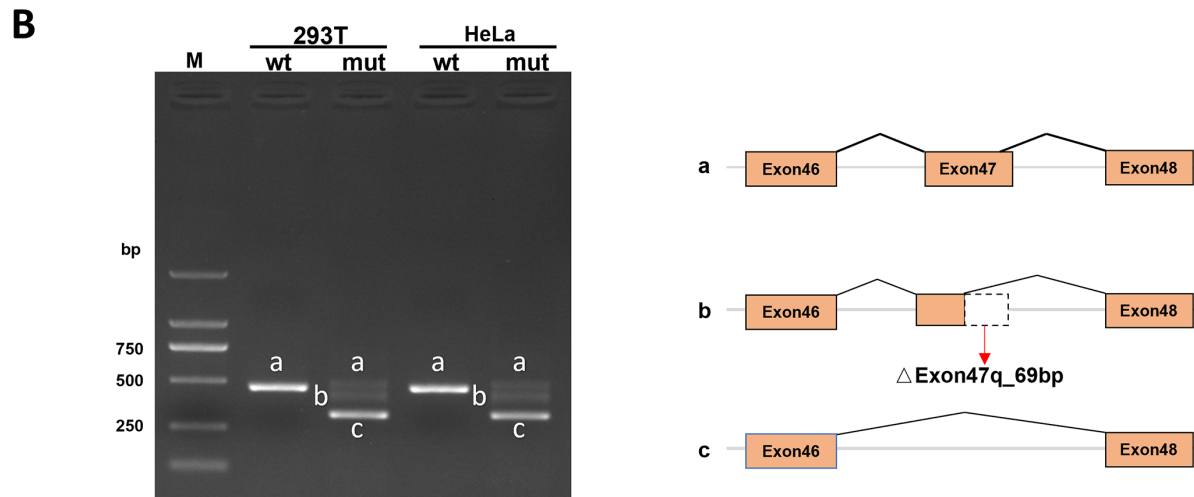 B
293T
HeLa
M
wt
mut
wt
mut
bp
750
500
250
a
a
a
a
b
b
c
c
a
Exon46
Exon47
Exon48
b
Exon46
Exon48
△Exon47q_69bp
c
Exon46
Exon48